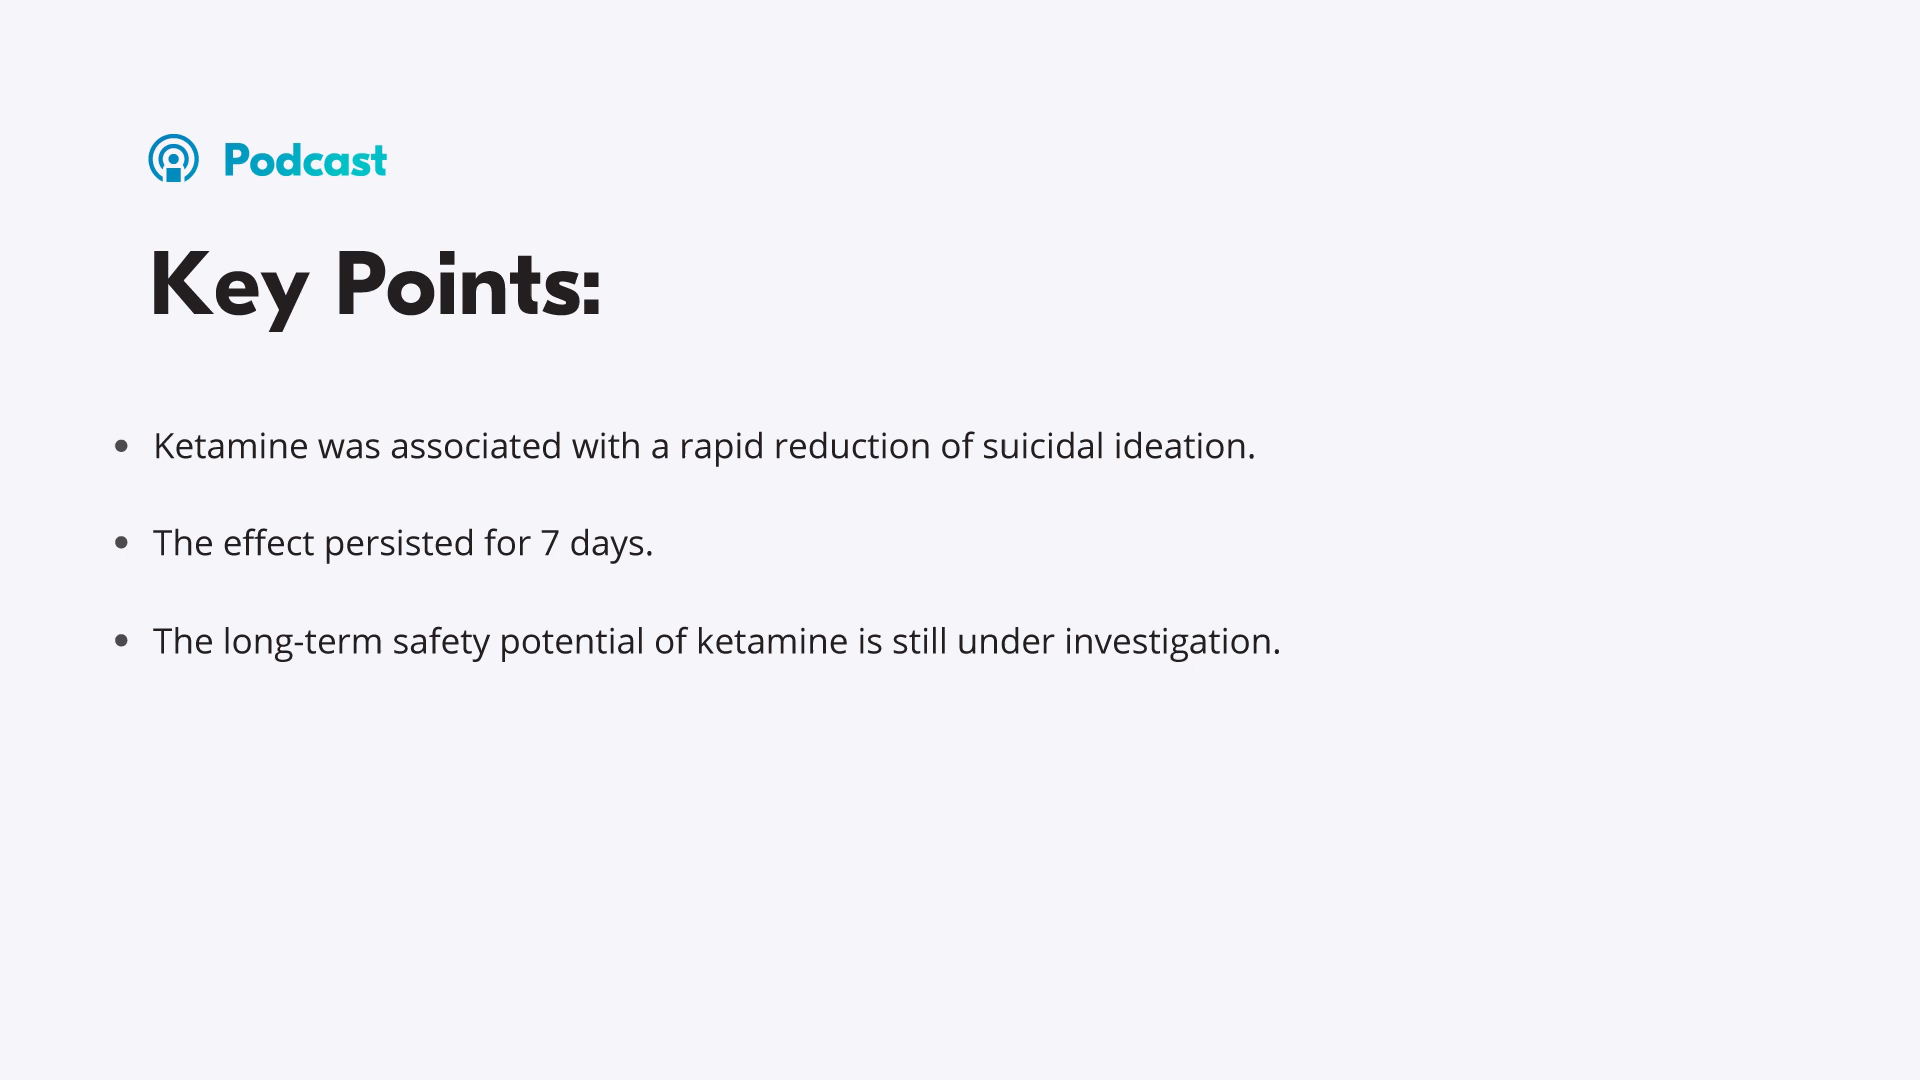 Podcast
Key Points:
• Ketamine was associated with a rapid reduction of suicidal ideation.
• The effect persisted for 7 days.
• The long-term safety potential of ketamine is still under investigation.